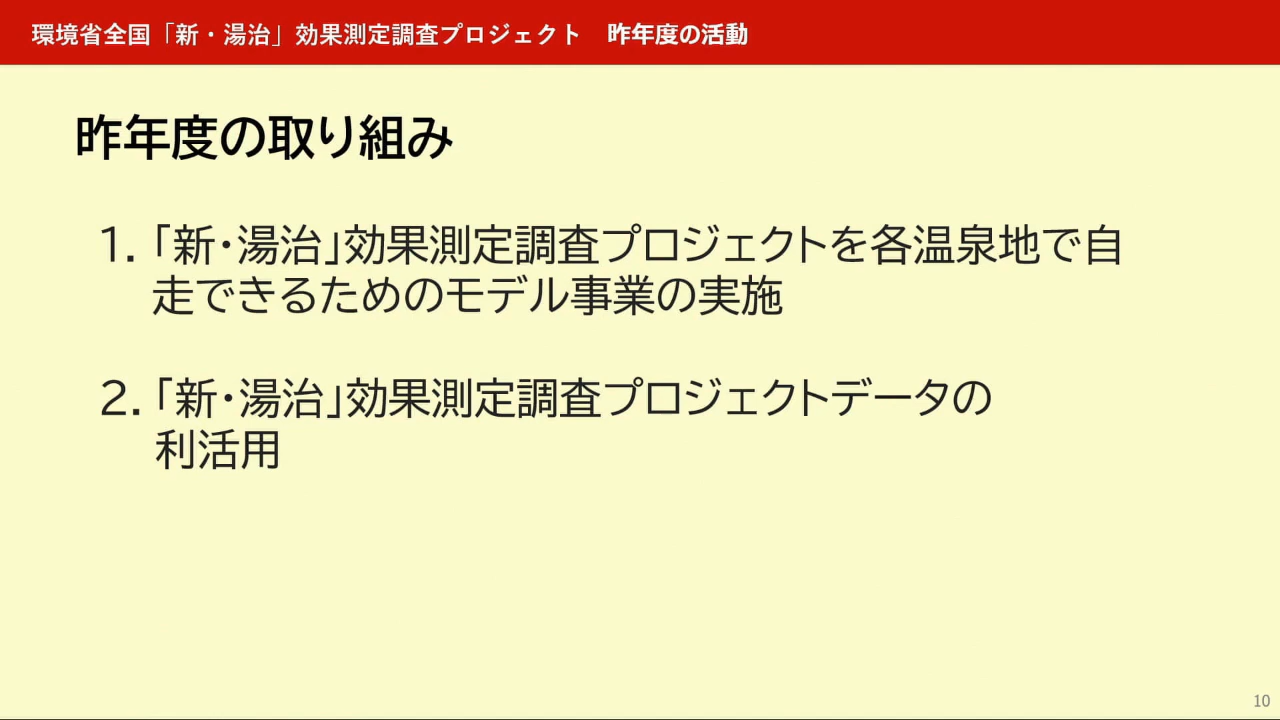 環境省全国「新・湯治」効果測定調査プロジェクト　昨年度の活動
昨年度の取り組み
1. 「新・湯治」効果測定調査プロジェクトを各温泉地で自
走できるためのモデル事業の実施
2. 「新・湯治」効果測定調査プロジェクトデータの
利活用
10